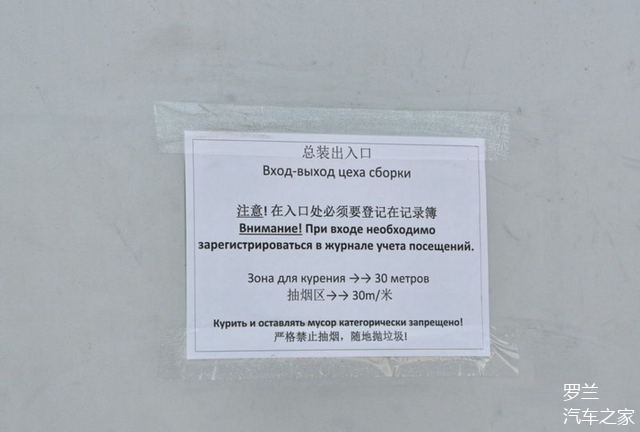 总装出入口
Вход-выход цеха сборки
注意! 在入口处必须要登记在记录簿
Внимание! При входе необходимо
зарегистрироваться в журнале учета посещений.
Зона для курения →→ 30 метров
抽烟区→→ 30m/米
Курить и оставлять мусор категорически запрещено!
严格禁止抽烟，随地抛垃圾!
罗兰
汽车之家